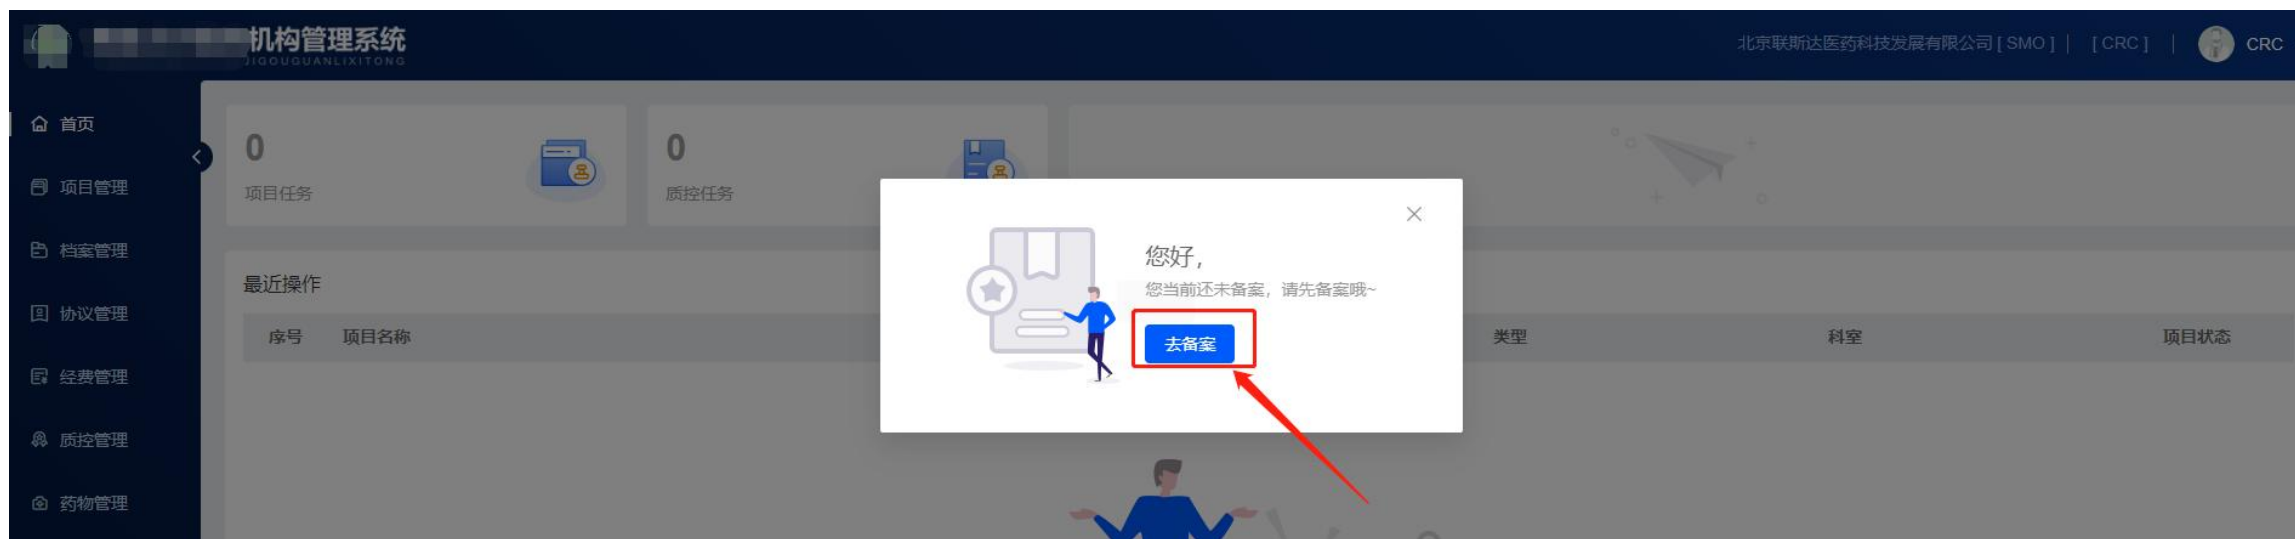 机构管理系统
JIGOUGUANLIXITONG
北京联斯达医药科技发展有限公司 [ SMO ] | [ CRC ] | CRC
首页
项目管理
档案管理
协议管理
经费管理
质控管理
药物管理
0
项目任务
0
质控任务
最近操作
序号 项目名称 类型 科室 项目状态
您好，
您当前还未备案，请先备案哦~
去备案